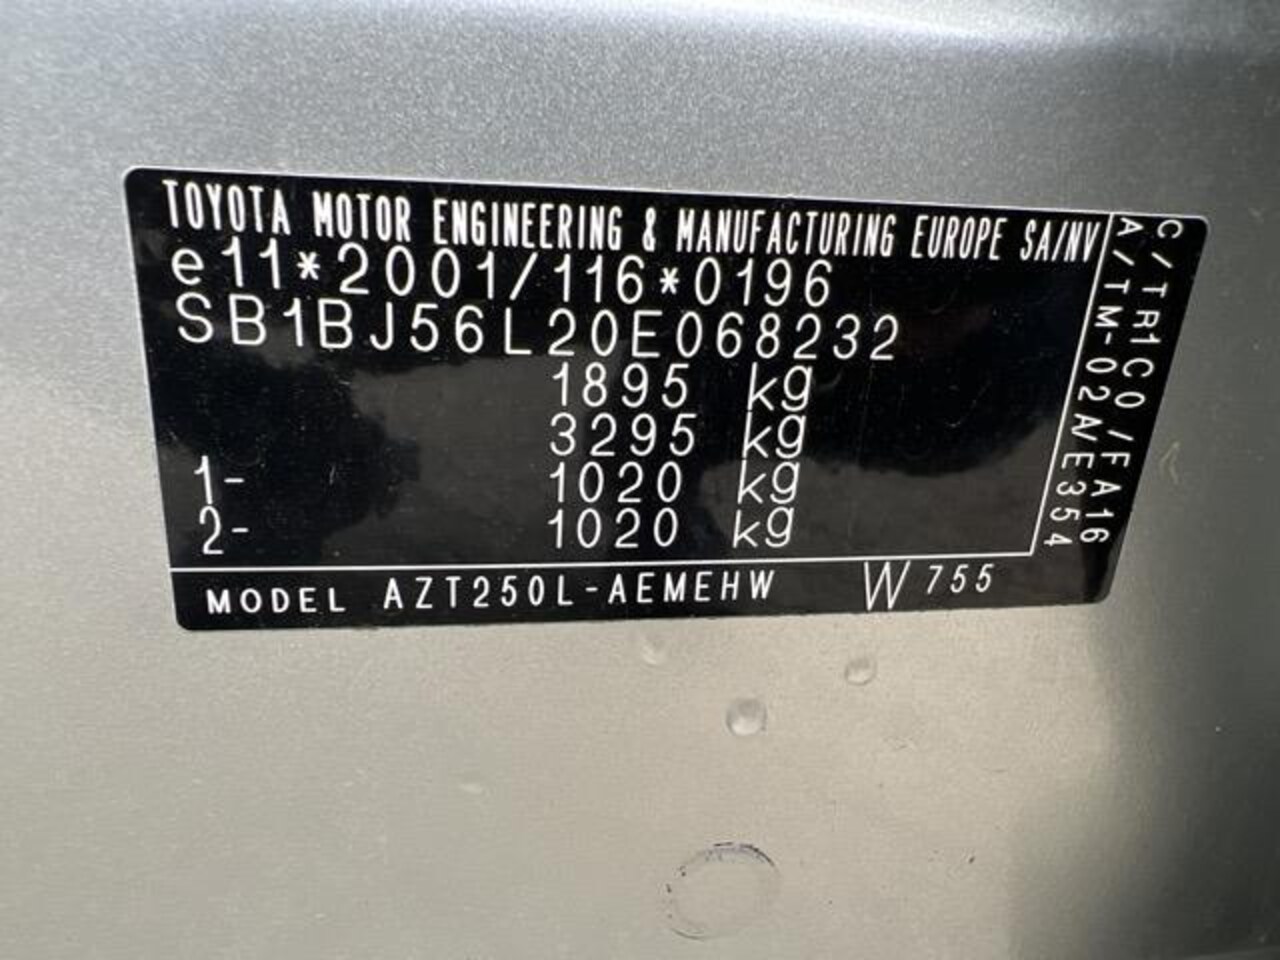 TOYOTA MOTOR ENGINEERING & MANUFACTURING EUROPE SA/NV
e11*2001/116*0196
SB1BJ56L20E068232
1895 kg
3295 kg
1- 1020 kg
2- 1020 kg
MODEL AZT250L-AEMEHW W 755
C/TR1C0/FA16
A/TM-02A/E354